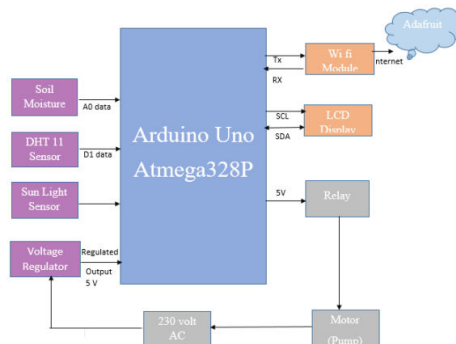 Adafruit
Wi fi
Module
nternet
Tx
RX
Soil
Moisture
A0 data
SCL
SDA
LCD
Display
Arduino Uno
Atmega328P
DHT 11
Sensor
D1 data
Sun Light
Sensor
5V
Relay
Voltage
Regulator
Regulated
Output
5 V
230 volt
AC
Motor
(Pump)